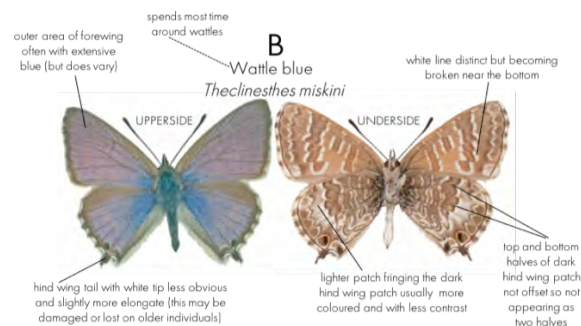 spends most time
around wattles
outer area of forewing
often with extensive
blue (but does vary)
B
Wattle blue
Theclinesthes miskini
white line distinct but becoming
broken near the bottom
UPPERSIDE
UNDERSIDE
hind wing tail with white tip less obvious
and slightly more elongate (this may be
damaged or lost on older individuals)
lighter patch fringing the dark
hind wing patch usually more
coloured and with less contrast
top and bottom
halves of dark
hind wing patch
not offset so not
appearing as
two halves